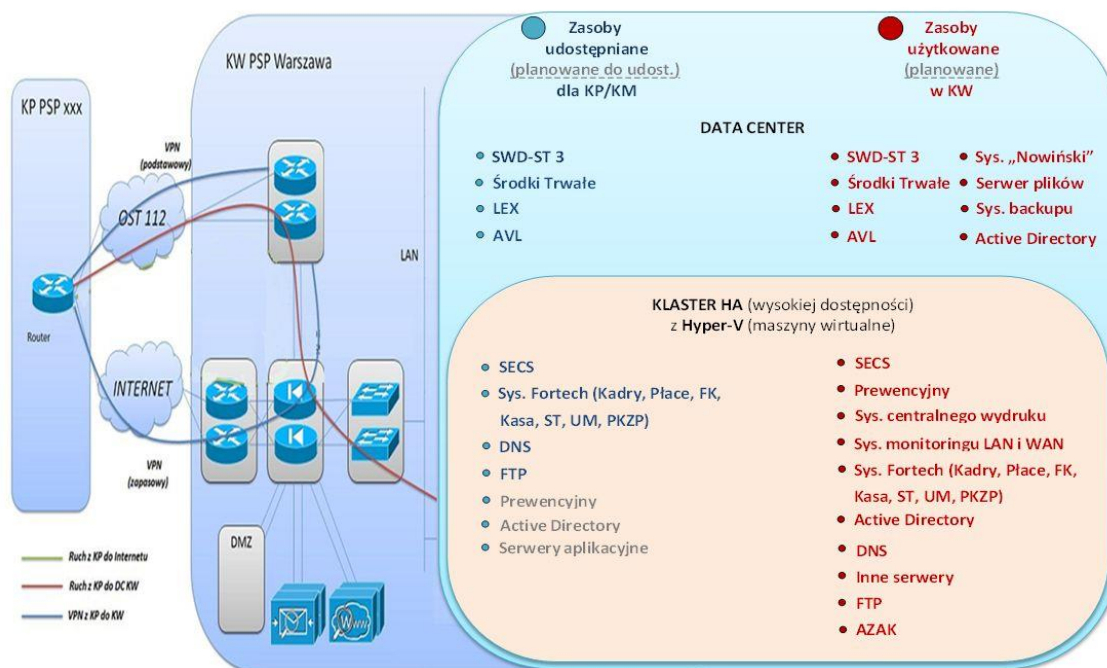 KP PSP xxx
VPN
(podstawowy)
OST 112
Router
INTERNET
VPN
(zapasowy)
Ruch z KP do Internetu
Ruch z KP do DC KW
VPN z KP do KW
KW PSP Warszawa
LAN
DMZ
WWW
Zasoby
udostępniane
(planowane do udost.)
dla KP/KM
Zasoby
użytkowane
(planowane)
w KW
DATA CENTER
SWD-ST 3
Środki Trwałe
LEX
AVL
SWD-ST 3
Środki Trwałe
LEX
AVL
Sys. „Nowiński”
Serwer plików
Sys. backupu
Active Directory
KLASTER HA (wysokiej dostępności)
z Hyper-V (maszyny wirtualne)
SECS
Sys. Fortech (Kadry, Płace, FK,
Kasa, ST, UM, PKZP)
DNS
FTP
Prewencyjny
Active Directory
Serwery aplikacyjne
SECS
Prewencyjny
Sys. centralnego wydruku
Sys. monitoringu LAN i WAN
Sys. Fortech (Kadry, Płace, FK,
Kasa, ST, UM, PKZP)
Active Directory
DNS
Inne serwery
FTP
AZAK